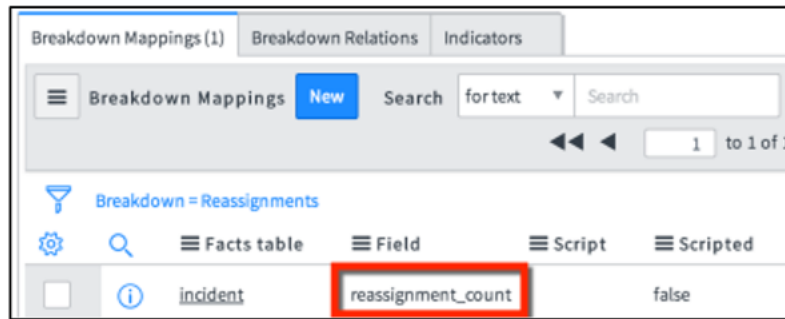 Breakdown Mappings (1) Breakdown Relations Indicators
Breakdown Mappings New Search for text Search
1 to 1 of
Breakdown = Reassignments
Facts table Field Script Scripted
incident reassignment_count false